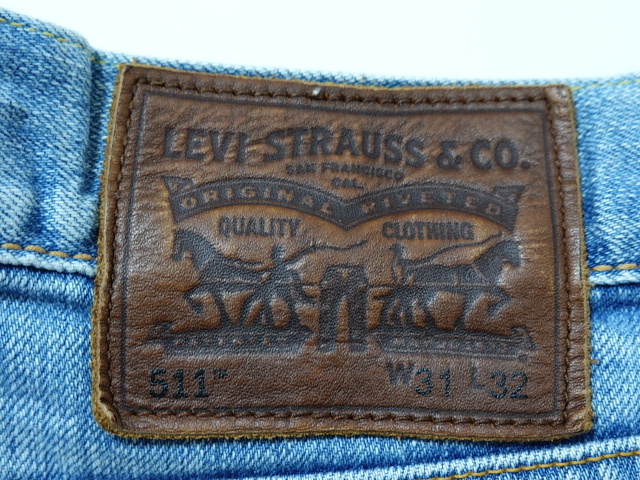 LEVI STRAUSS & CO.
SAN FRANCISCO
CAL.
ORIGINAL RIVETED
QUALITY CLOTHING
511™
W31 L32